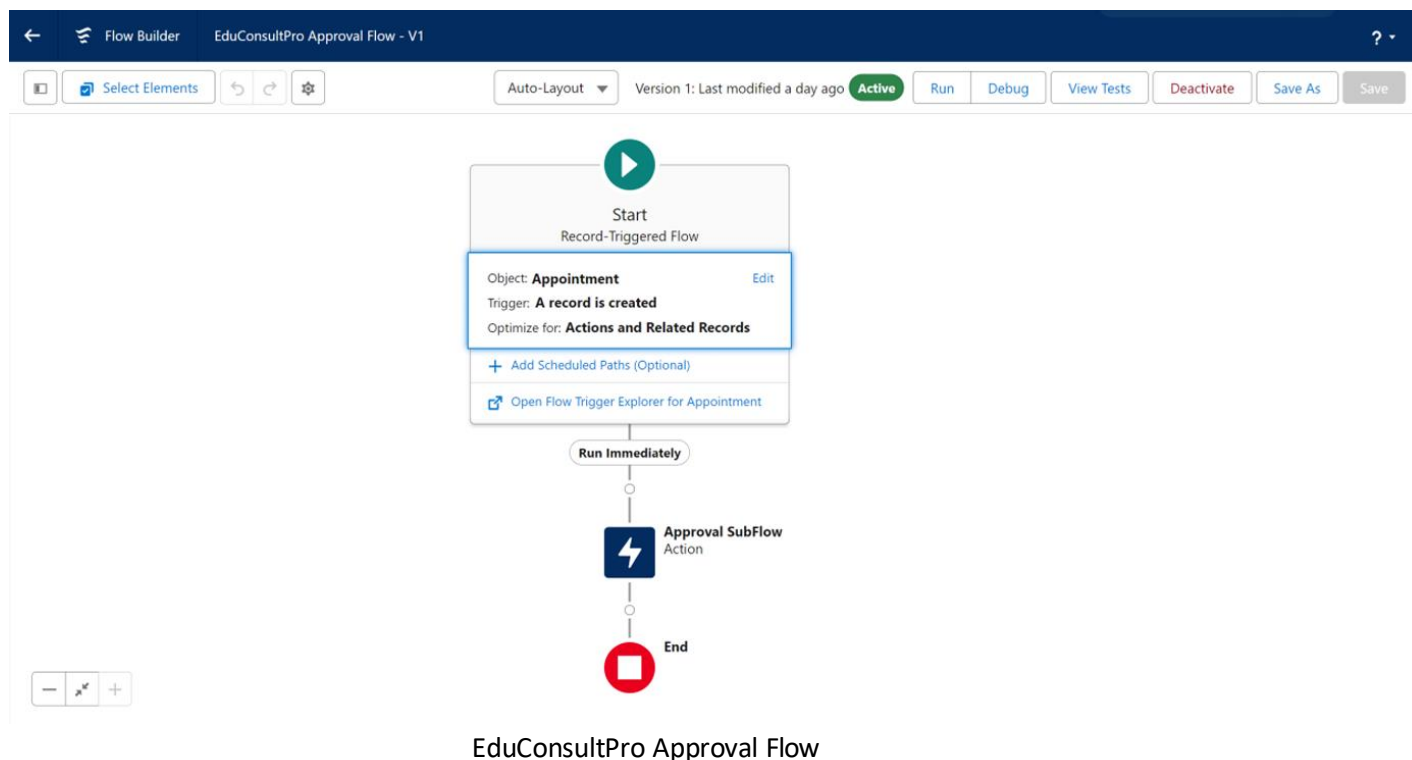 Flow Builder EduConsultPro Approval Flow - V1 ?
Select Elements Auto-Layout Version 1: Last modified a day ago Active Run Debug View Tests Deactivate Save As Save
Start
Record-Triggered Flow
Object: Appointment Edit
Trigger: A record is created
Optimize for: Actions and Related Records
+ Add Scheduled Paths (Optional)
Open Flow Trigger Explorer for Appointment
Run Immediately
Approval SubFlow
Action
End
EduConsultPro Approval Flow